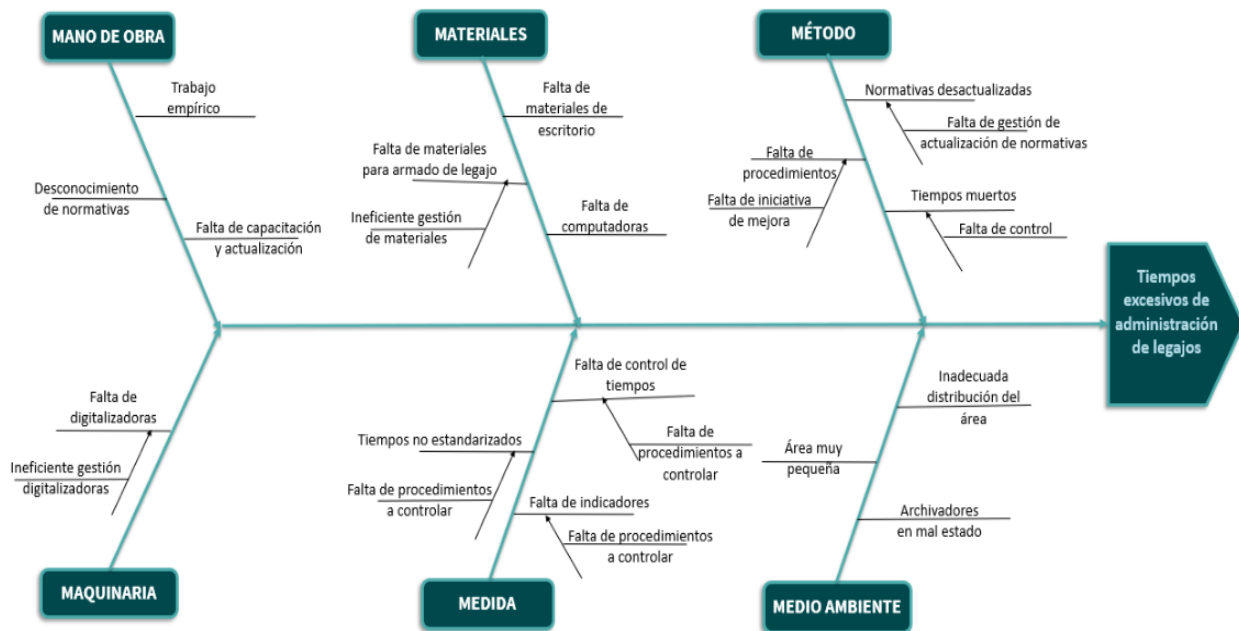 MANO DE OBRA
MATERIALES
MÉTODO
Trabajo
empírico
Desconocimiento
de normativas
Falta de capacitación
y actualización
Falta de
materiales de
escritorio
Falta de materiales
para armado de legajo
Ineficiente gestión
de materiales
Falta de
computadoras
Normativas desactualizadas
Falta de gestión de
actualización de normativas
Falta de
procedimientos
Falta de iniciativa
de mejora
Tiempos muertos
Falta de control
Tiempos
excesivos de
administración
de legajos
Falta de
digitalizadoras
Ineficiente gestión
digitalizadoras
Falta de control de
tiempos
Falta de
procedimientos a
controlar
Tiempos no estandarizados
Falta de procedimientos
a controlar
Falta de indicadores
Falta de procedimientos
a controlar
Inadecuada
distribución del
área
Área muy
pequeña
Archivadores
en mal estado
MAQUINARIA
MEDIDA
MEDIO AMBIENTE